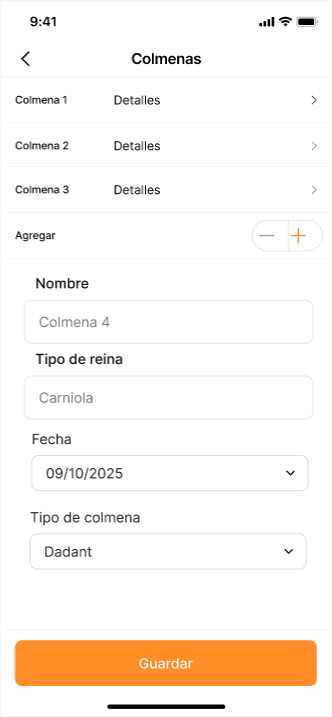 9:41
Colmenas
Colmena 1 Detalles
Colmena 2 Detalles
Colmena 3 Detalles
Agregar
Nombre
Colmena 4
Tipo de reina
Carniola
Fecha
09/10/2025
Tipo de colmena
Dadant
Guardar